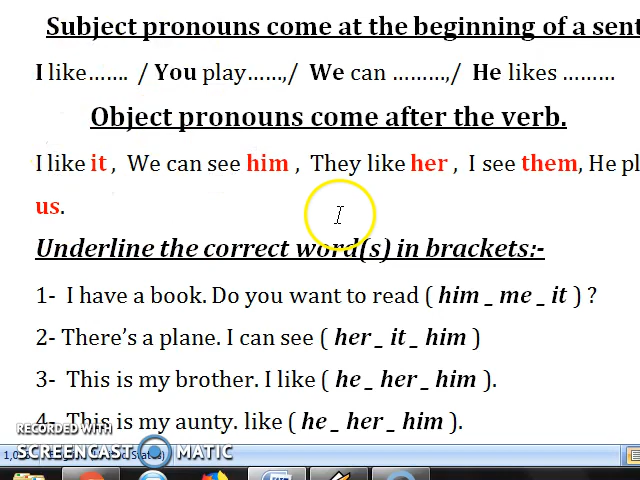 Subject pronouns come at the beginning of a sent
I like……. / You play……,/ We can ………,/ He likes ………
Object pronouns come after the verb.
I like it , We can see him , They like her , I see them, He pl
us.
Underline the correct word(s) in brackets:-
1- I have a book. Do you want to read ( him _ me _ it ) ?
2- There's a plane. I can see ( her _ it _ him )
3- This is my brother. I like ( he _ her _ him ).
4- This is my aunty. like ( he _ her _ him ).
RECORDED WITH
SCREENCAST MATIC